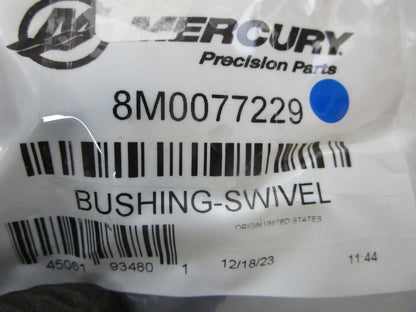 MERCURY
Precision Parts
8M0077229
BUSHING-SWIVEL
ORIGIN UNITED STATES
45061 93480 1 12/18/23 11:44